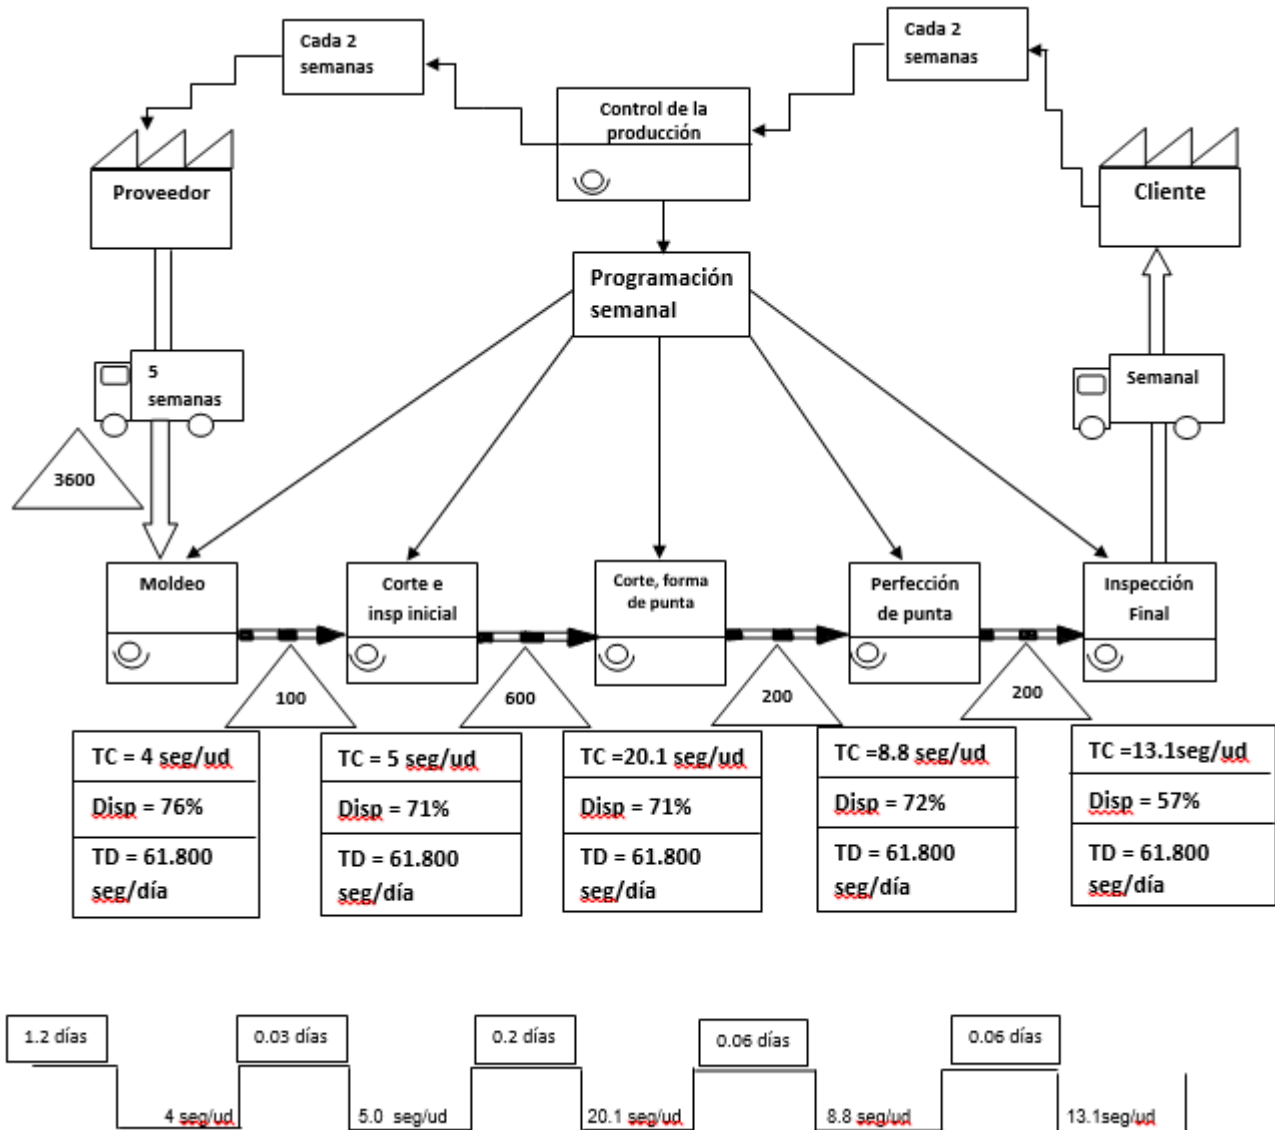 Cada 2
semanas
Cada 2
semanas
Control de la
producción
Proveedor
Cliente
Programación
semanal
5
semanas
Semanal
3600
Moldeo
Corte e
insp inicial
Corte, forma
de punta
Perfección
de punta
Inspección
Final
100
600
200
200
TC = 4 seg/ud
Disp = 76%
TD = 61.800
seg/día
TC = 5 seg/ud
Disp = 71%
TD = 61.800
seg/día
TC =20.1 seg/ud
Disp = 71%
TD = 61.800
seg/día
TC =8.8 seg/ud
Disp = 72%
TD = 61.800
seg/día
TC =13.1seg/ud
Disp = 57%
TD = 61.800
seg/día
1.2 días
0.03 días
0.2 días
0.06 días
0.06 días
4 seg/ud
5.0 seg/ud
20.1 seg/ud
8.8 seg/ud
13.1seg/ud